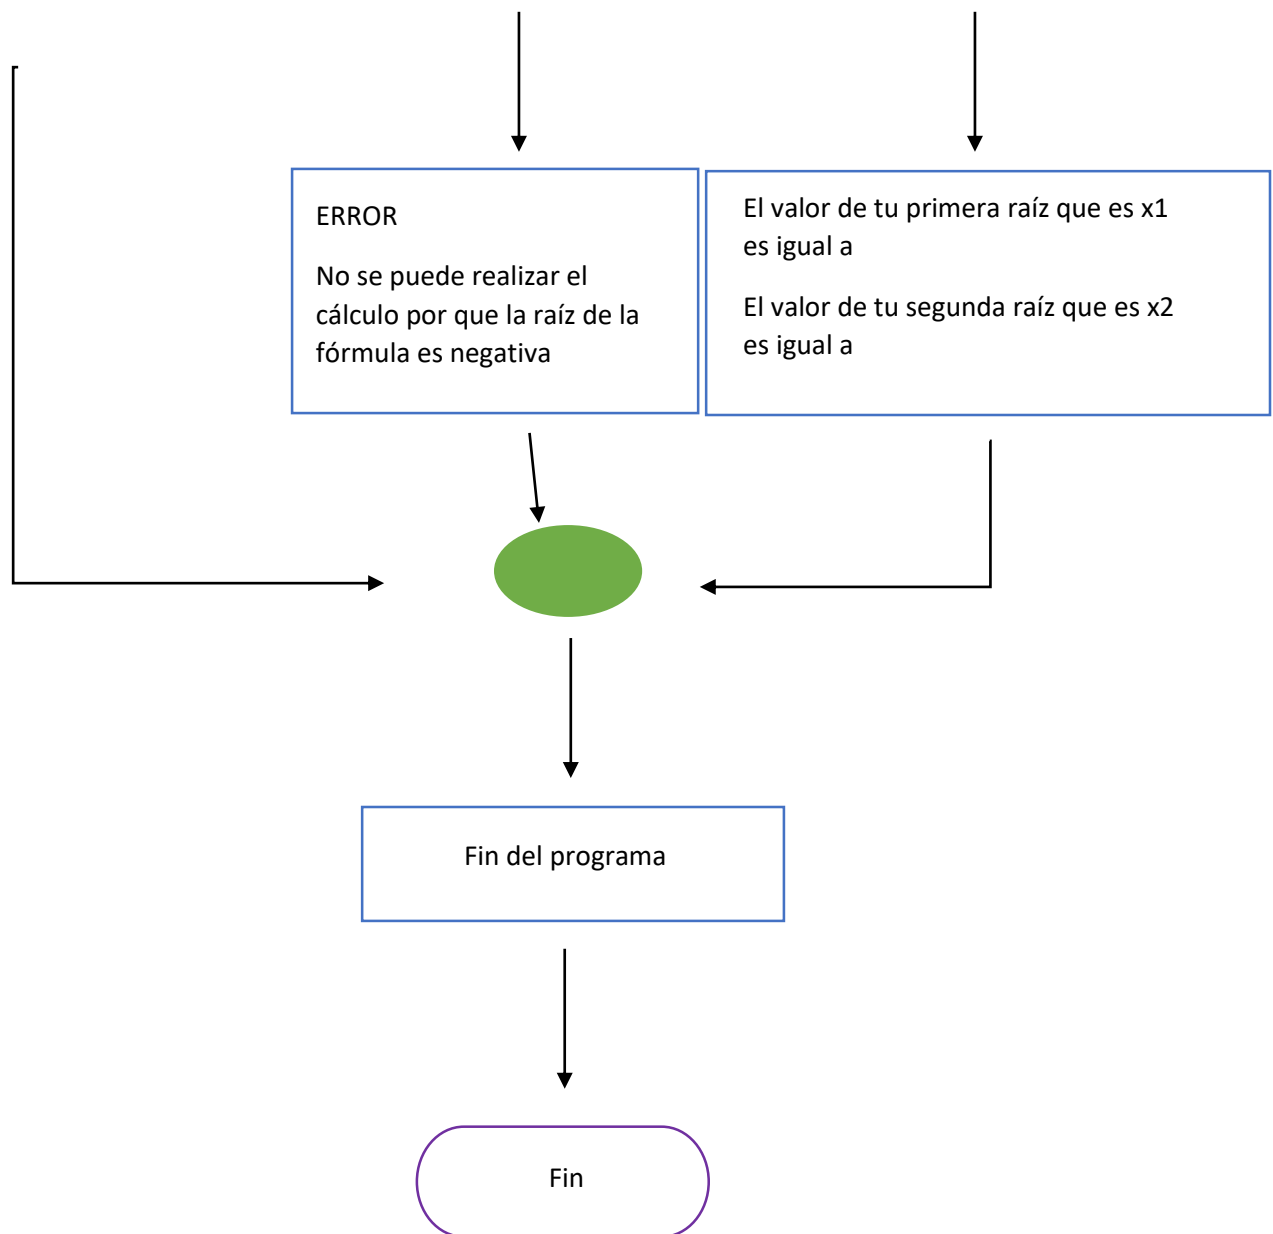 ERROR
No se puede realizar el
cálculo por que la raíz de la
fórmula es negativa
El valor de tu primera raíz que es x1
es igual a
El valor de tu segunda raíz que es x2
es igual a
Fin del programa
Fin